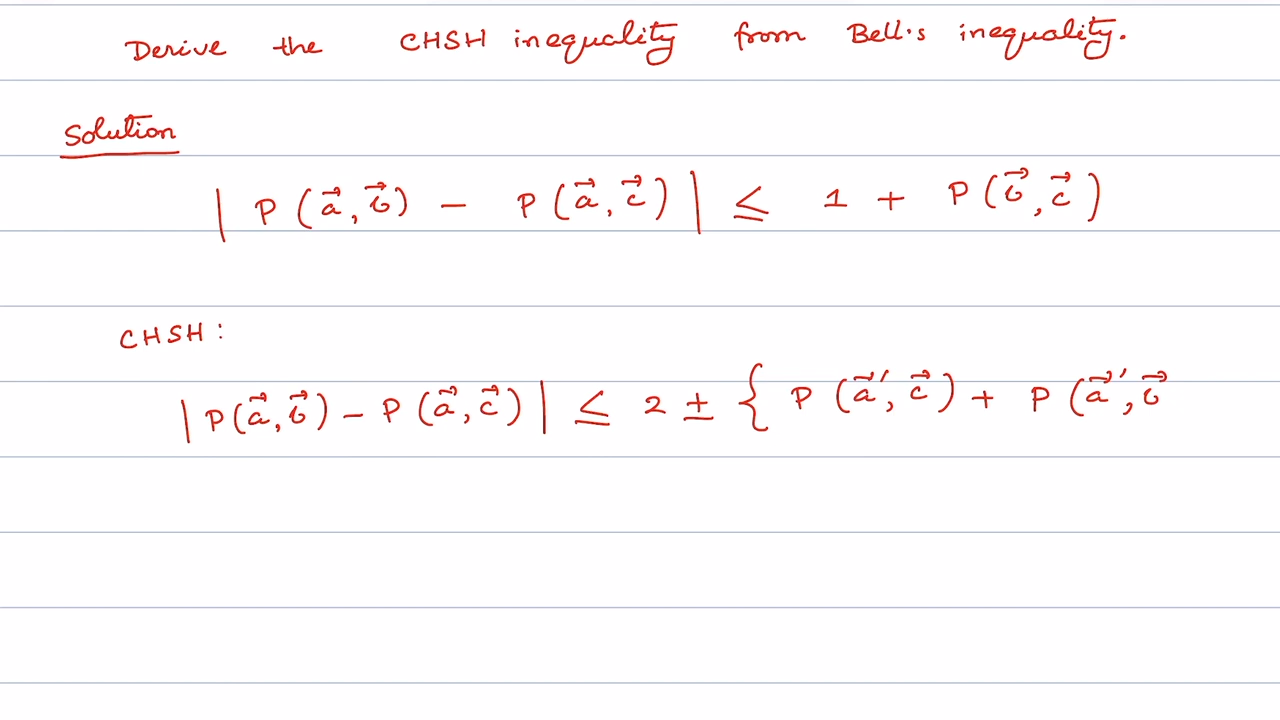 Derive the CHSH inequality from Bell's inequality.
Solution
| P(a⃗, b⃗) − P(a⃗, c⃗) | ≤ 1 + P(b⃗, c⃗)
CHSH :
| P(a⃗, b⃗) − P(a⃗, c⃗) | ≤ 2 ± { P(a⃗′, c⃗) + P(a⃗′, b⃗